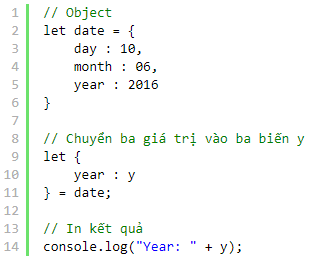 1 // Object
2 let date = {
3     day : 10,
4     month : 06,
5     year : 2016
6 }
7
8 // Chuyển ba giá trị vào ba biến y
9 let {
10     year : y
11 } = date;
12
13 // In kết quả
14 console.log("Year: " + y);